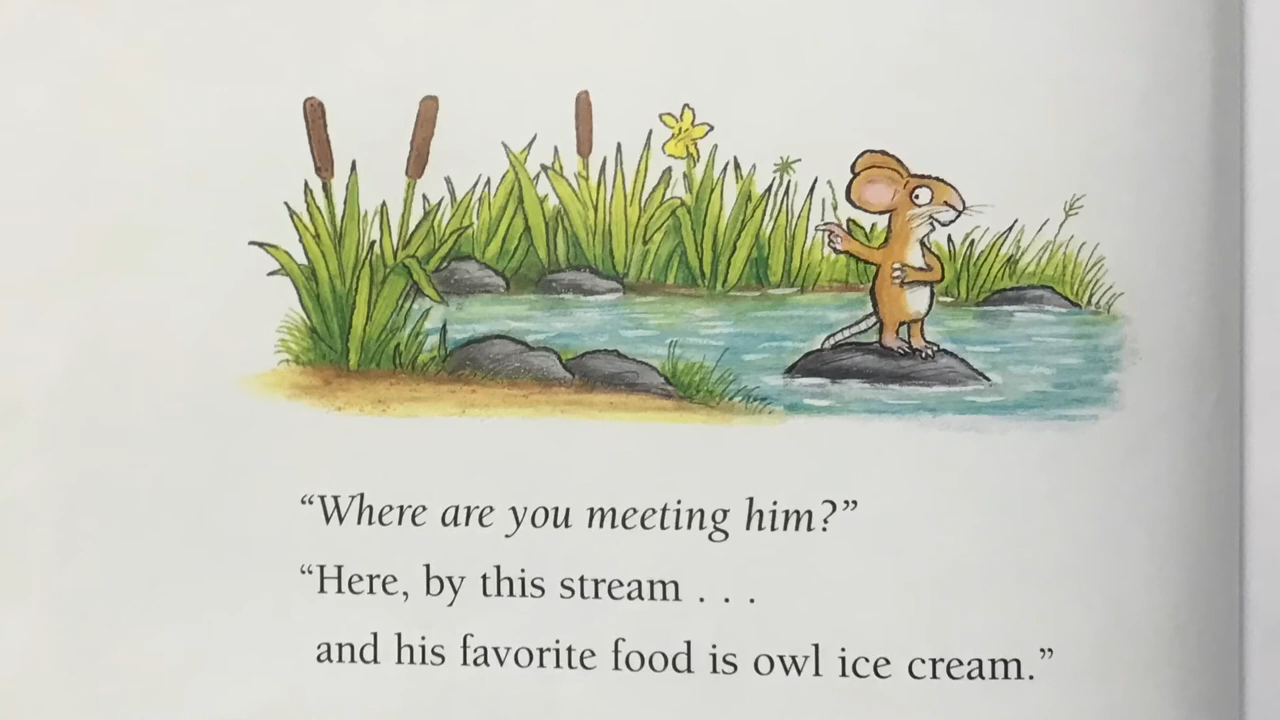 “Where are you meeting him?”
“Here, by this stream . . .
and his favorite food is owl ice cream.”